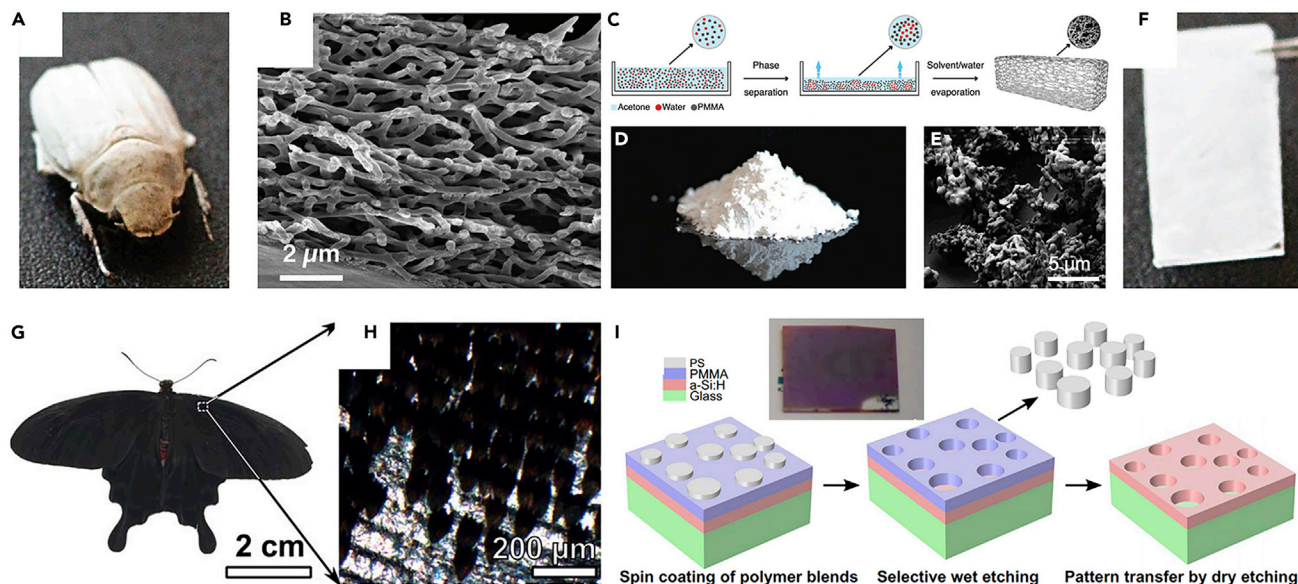 A
B
2 µm
C
Phase
separation
Solvent/water
evaporation
Acetone Water PMMA
D
E
5 µm
F
G
2 cm
H
200 µm
I
PS
PMMA
a-Si:H
Glass
Spin coating of polymer blends
Selective wet etching
Pattern transfer by dry etching